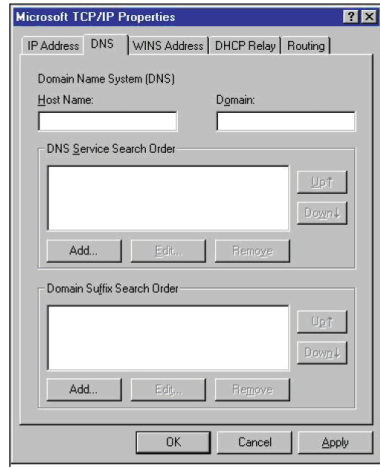 Microsoft TCP/IP Properties
IP Address DNS WINS Address DHCP Relay Routing
Domain Name System (DNS)
Host Name: Domain:
DNS Service Search Order
Up↑
Down↓
Add... Edit... Remove
Domain Suffix Search Order
Up↑
Down↓
Add... Edit... Remove
OK Cancel Apply